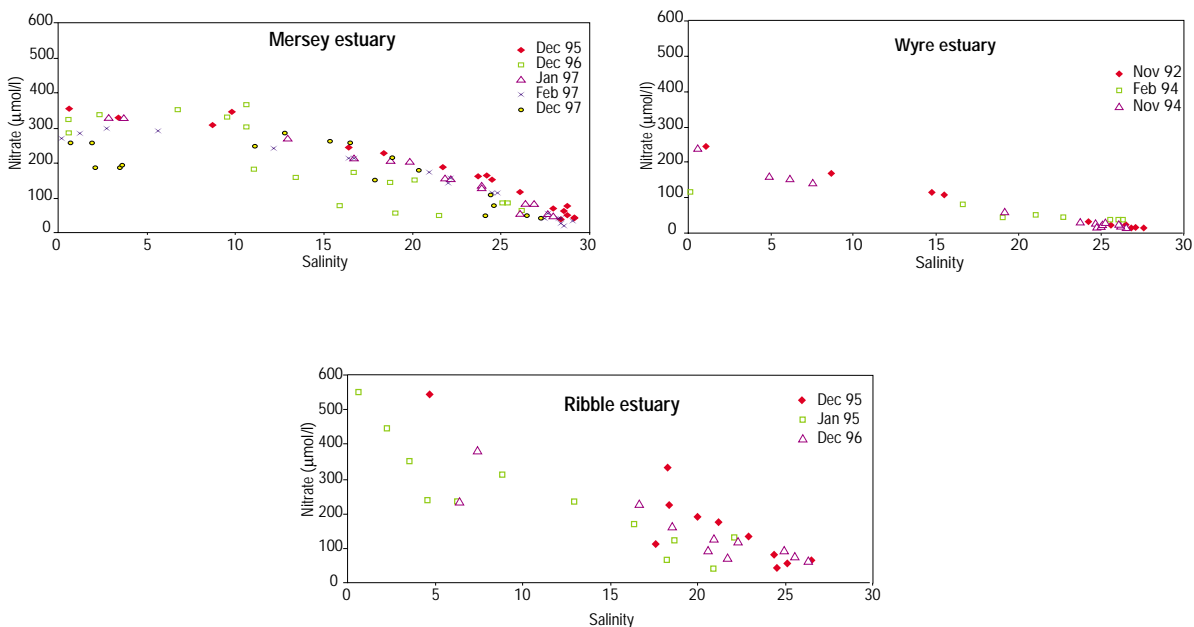 Mersey estuary
Nitrate (μmol/l)
600
500
400
300
200
100
0
0 5 10 15 20 25 30
Salinity
Dec 95
Dec 96
Jan 97
Feb 97
Dec 97
Wyre estuary
Nitrate (μmol/l)
600
500
400
300
200
100
0
0 5 10 15 20 25 30
Salinity
Nov 92
Feb 94
Nov 94
Ribble estuary
Nitrate (μmol/l)
600
500
400
300
200
100
0
0 5 10 15 20 25 30
Salinity
Dec 95
Jan 95
Dec 96